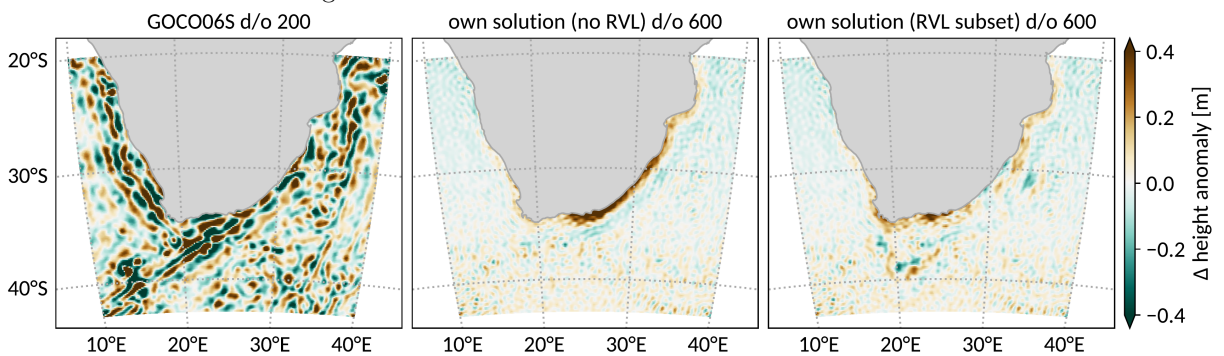 GOCO06S d/o 200
own solution (no RVL) d/o 600
own solution (RVL subset) d/o 600
20°S
30°S
40°S
10°E 20°E 30°E 40°E
10°E 20°E 30°E 40°E
10°E 20°E 30°E 40°E
0.4
0.2
0.0
−0.2
−0.4
Δ height anomaly [m]